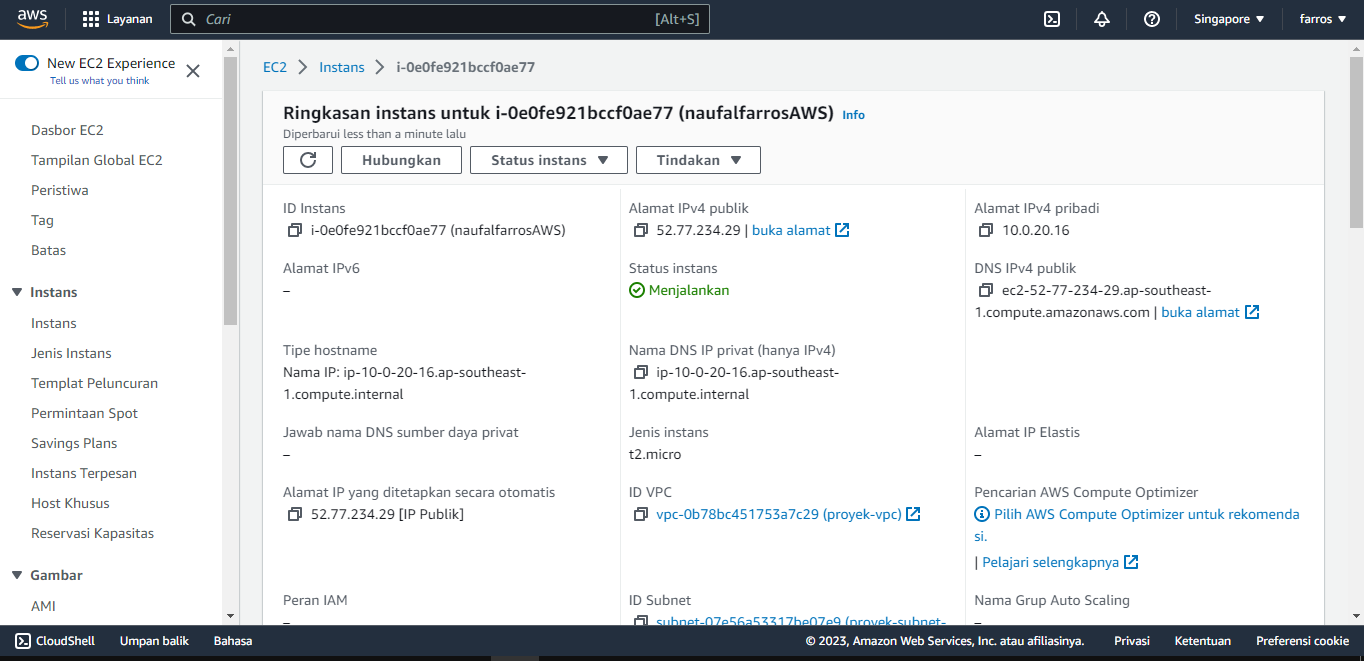 aws Layanan Cari [Alt+S] Singapore farros
New EC2 Experience
Tell us what you think
Dasbor EC2
Tampilan Global EC2
Peristiwa
Tag
Batas
Instans
Instans
Jenis Instans
Templat Peluncuran
Permintaan Spot
Savings Plans
Instans Terpesan
Host Khusus
Reservasi Kapasitas
Gambar
AMI
EC2 Instans i-0e0fe921bccf0ae77
Ringkasan instans untuk i-0e0fe921bccf0ae77 (naufalfarrosAWS) Info
Diperbarui less than a minute lalu
Hubungkan Status instans Tindakan
ID Instans
i-0e0fe921bccf0ae77 (naufalfarrosAWS)
Alamat IPv4 publik
52.77.234.29 | buka alamat
Alamat IPv4 pribadi
10.0.20.16
Alamat IPv6
–
Status instans
Menjalankan
DNS IPv4 publik
ec2-52-77-234-29.ap-southeast-
1.compute.amazonaws.com | buka alamat
Tipe hostname
Nama IP: ip-10-0-20-16.ap-southeast-
1.compute.internal
Nama DNS IP privat (hanya IPv4)
ip-10-0-20-16.ap-southeast-
1.compute.internal
Jawab nama DNS sumber daya privat
–
Jenis instans
t2.micro
Alamat IP Elastis
–
Alamat IP yang ditetapkan secara otomatis
52.77.234.29 [IP Publik]
ID VPC
vpc-0b78bc451753a7c29 (proyek-vpc)
Pencarian AWS Compute Optimizer
Pilih AWS Compute Optimizer untuk rekomenda
si.
| Pelajari selengkapnya
Peran IAM
–
ID Subnet
subnet-07e56a53317be07e9 (proyek-subnet-
Nama Grup Auto Scaling
–
CloudShell Umpan balik Bahasa © 2023, Amazon Web Services, Inc. atau afiliasinya. Privasi Ketentuan Preferensi cookie